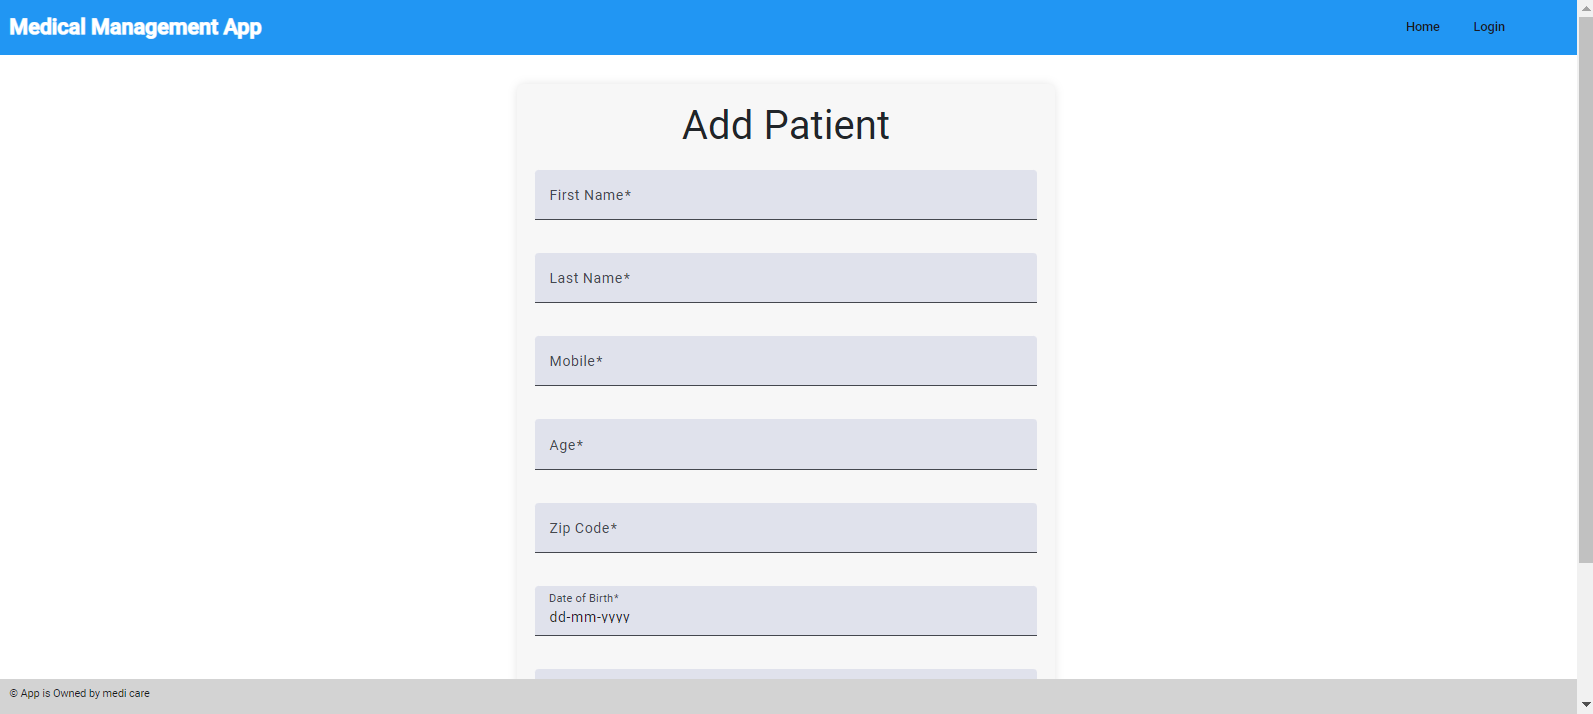 Medical Management App
Home
Login
Add Patient
First Name*
Last Name*
Mobile*
Age*
Zip Code*
Date of Birth*
dd-mm-yyyy
© App is Owned by medi care